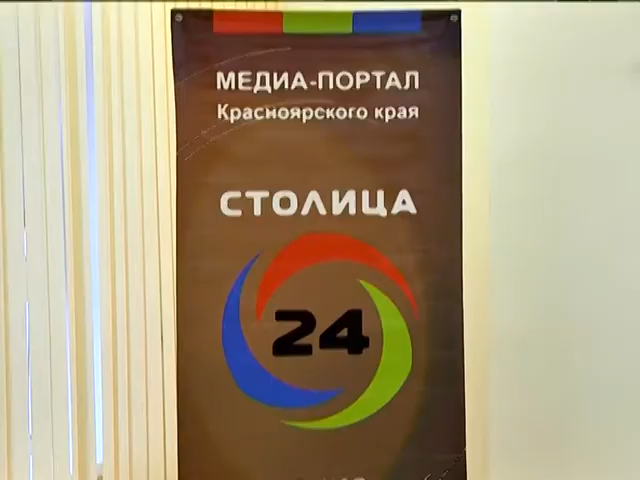 МЕДИА-ПОРТАЛ
Красноярского края
СТОЛИЦА
24